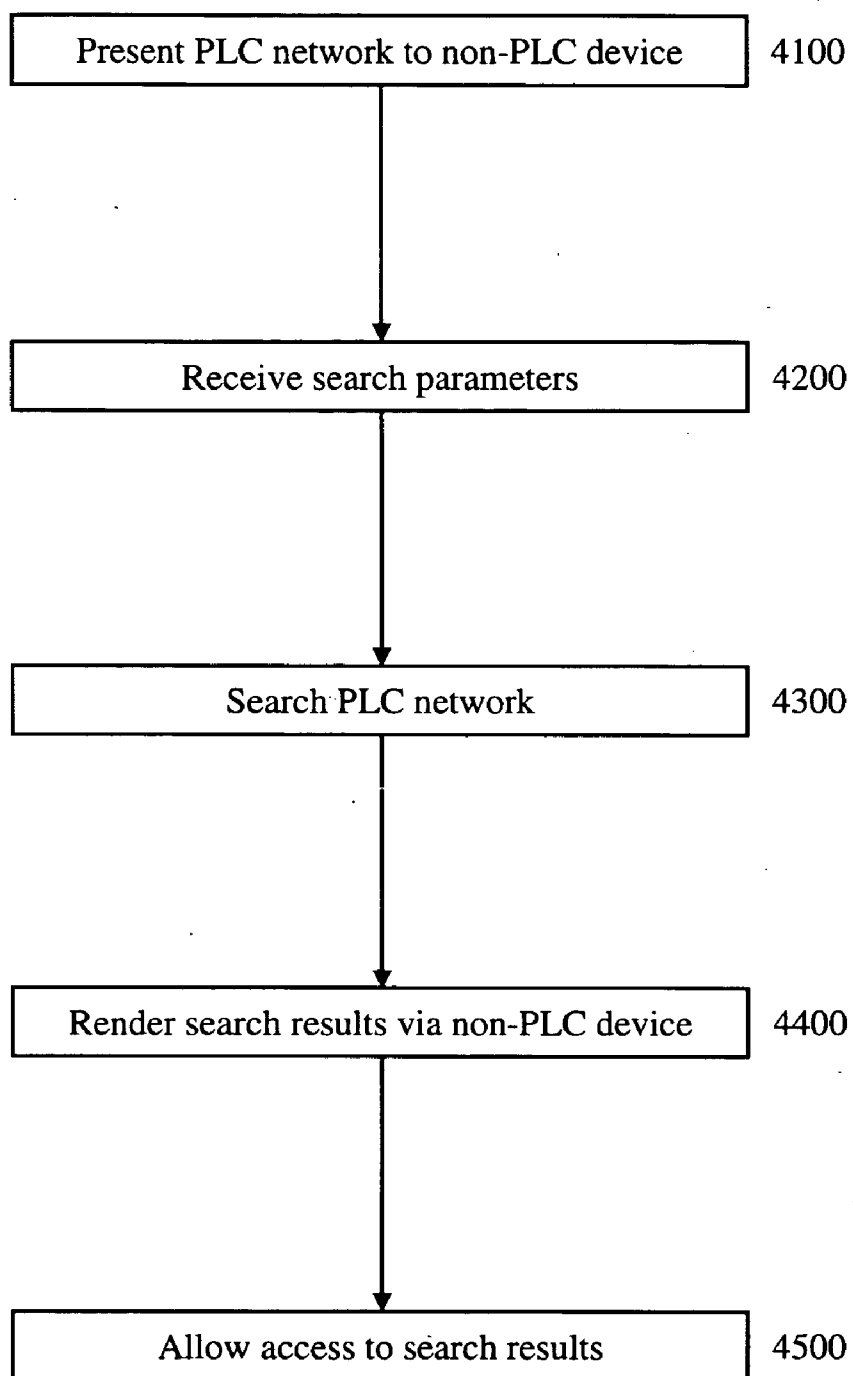 Present PLC network to non-PLC device 4100
Receive search parameters 4200
Search PLC network 4300
Render search results via non-PLC device 4400
Allow access to search results 4500